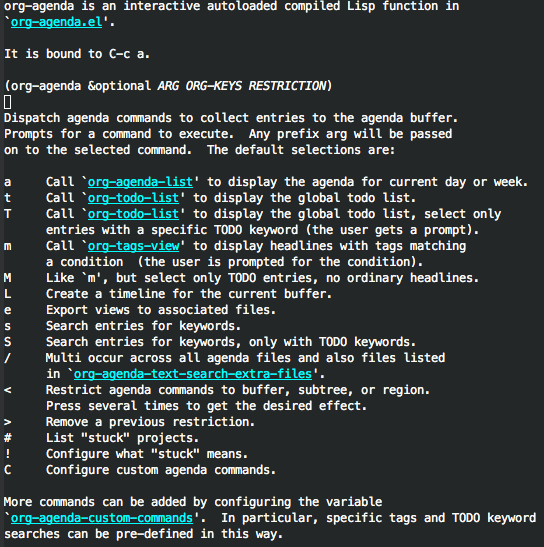 org-agenda is an interactive autoloaded compiled Lisp function in
`org-agenda.el'.
It is bound to C-c a.
(org-agenda &optional ARG ORG-KEYS RESTRICTION)
Dispatch agenda commands to collect entries to the agenda buffer.
Prompts for a command to execute.  Any prefix arg will be passed
on to the selected command.  The default selections are:
a     Call `org-agenda-list' to display the agenda for current day or week.
t     Call `org-todo-list' to display the global todo list.
T     Call `org-todo-list' to display the global todo list, select only
      entries with a specific TODO keyword (the user gets a prompt).
m     Call `org-tags-view' to display headlines with tags matching
      a condition  (the user is prompted for the condition).
M     Like `m', but select only TODO entries, no ordinary headlines.
L     Create a timeline for the current buffer.
e     Export views to associated files.
s     Search entries for keywords.
S     Search entries for keywords, only with TODO keywords.
/     Multi occur across all agenda files and also files listed
      in `org-agenda-text-search-extra-files'.
<     Restrict agenda commands to buffer, subtree, or region.
      Press several times to get the desired effect.
>     Remove a previous restriction.
#     List "stuck" projects.
!     Configure what "stuck" means.
C     Configure custom agenda commands.
More commands can be added by configuring the variable
`org-agenda-custom-commands'.  In particular, specific tags and TODO keyword
searches can be pre-defined in this way.